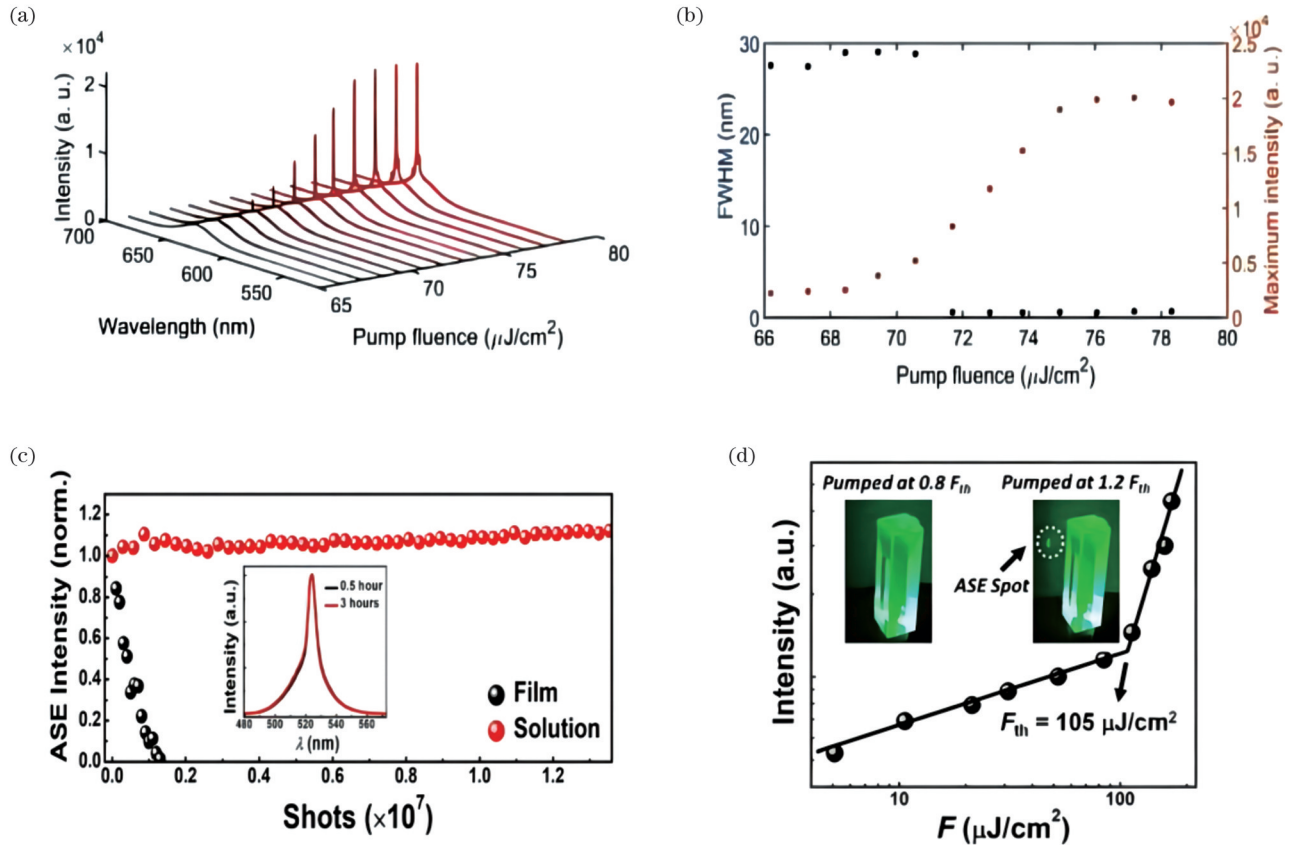 (a)
× 10⁴
Intensity (a. u.)
2
1
0
700
650
600
550
Wavelength (nm)
65
70
75
80
Pump fluence (μJ/cm²)
(b)
×10⁴
FWHM (nm)
30
20
10
0
66 68 70 72 74 76 78 80
Pump fluence (μJ/cm²)
2.5
2
1.5
1
0.5
0
Maximum intensity (a. u.)
(c)
ASE Intensity (norm.)
1.2
1.0
0.8
0.6
0.4
0.2
0.0
0.0 0.2 0.4 0.6 0.8 1.0 1.2
Shots (×10⁷)
Intensity (a.u.)
0.5 hour
3 hours
480 500 520 540 560
λ (nm)
Film
Solution
(d)
Intensity (a.u.)
Pumped at 0.8 Fth
Pumped at 1.2 Fth
ASE Spot
Fth = 105 μJ/cm²
10 100
F (μJ/cm²)